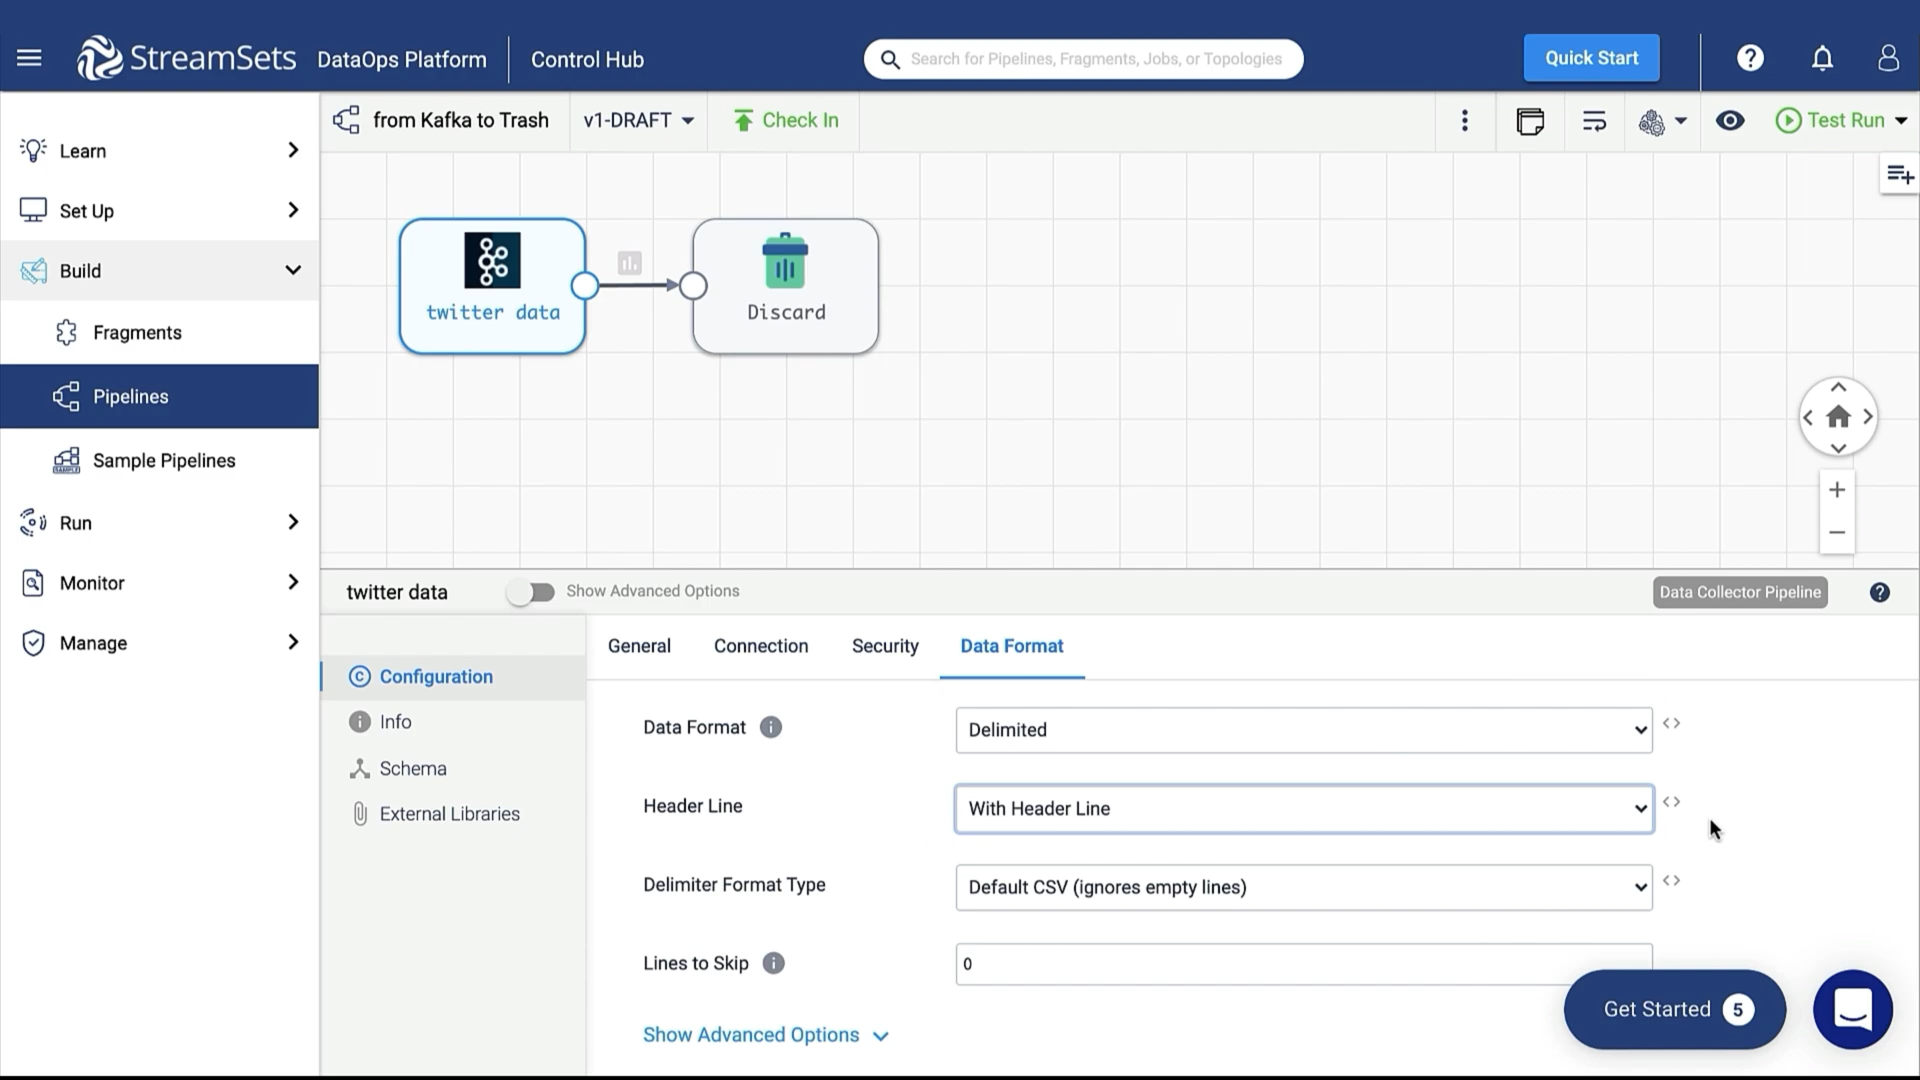 StreamSets DataOps Platform Control Hub
Search for Pipelines, Fragments, Jobs, or Topologies
Quick Start
Learn
Set Up
Build
Fragments
Pipelines
Sample Pipelines
Run
Monitor
Manage
from Kafka to Trash
v1-DRAFT
Check In
Test Run
twitter data
Discard
twitter data
Show Advanced Options
Data Collector Pipeline
Configuration
Info
Schema
External Libraries
General Connection Security Data Format
Data Format
Delimited
Header Line
With Header Line
Delimiter Format Type
Default CSV (ignores empty lines)
Lines to Skip
0
Show Advanced Options
Get Started 5